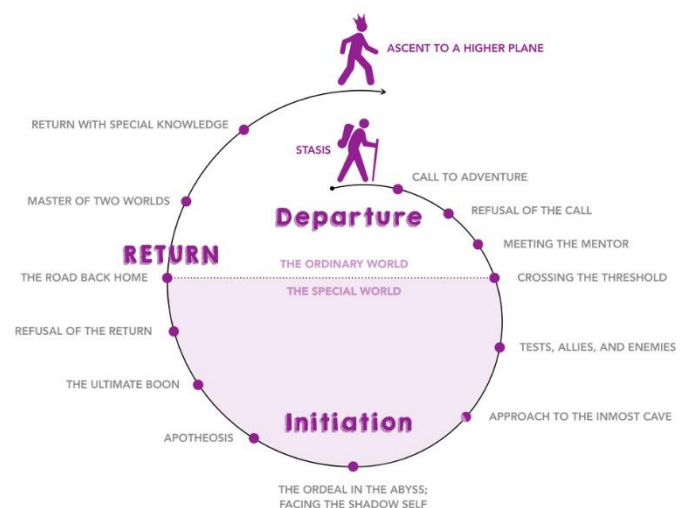 ASCENT TO A HIGHER PLANE
STASIS
CALL TO ADVENTURE
Departure
REFUSAL OF THE CALL
MEETING THE MENTOR
THE ORDINARY WORLD
CROSSING THE THRESHOLD
THE SPECIAL WORLD
TESTS, ALLIES, AND ENEMIES
Initiation
APPROACH TO THE INMOST CAVE
THE ORDEAL IN THE ABYSS;
FACING THE SHADOW SELF
APOTHEOSIS
THE ULTIMATE BOON
REFUSAL OF THE RETURN
THE ROAD BACK HOME
RETURN
MASTER OF TWO WORLDS
RETURN WITH SPECIAL KNOWLEDGE